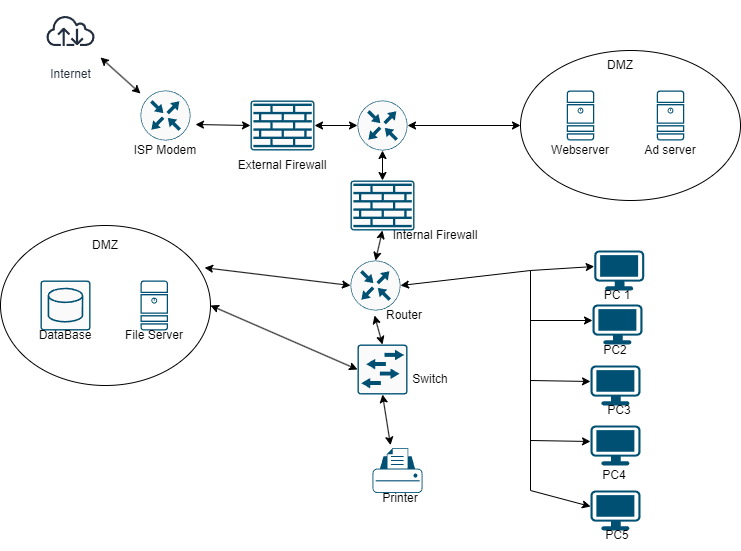 Internet
ISP Modem
External Firewall
DMZ
Webserver
Ad server
Internal Firewall
DMZ
DataBase
File Server
Router
PC 1
PC2
Switch
PC3
PC4
Printer
PC5